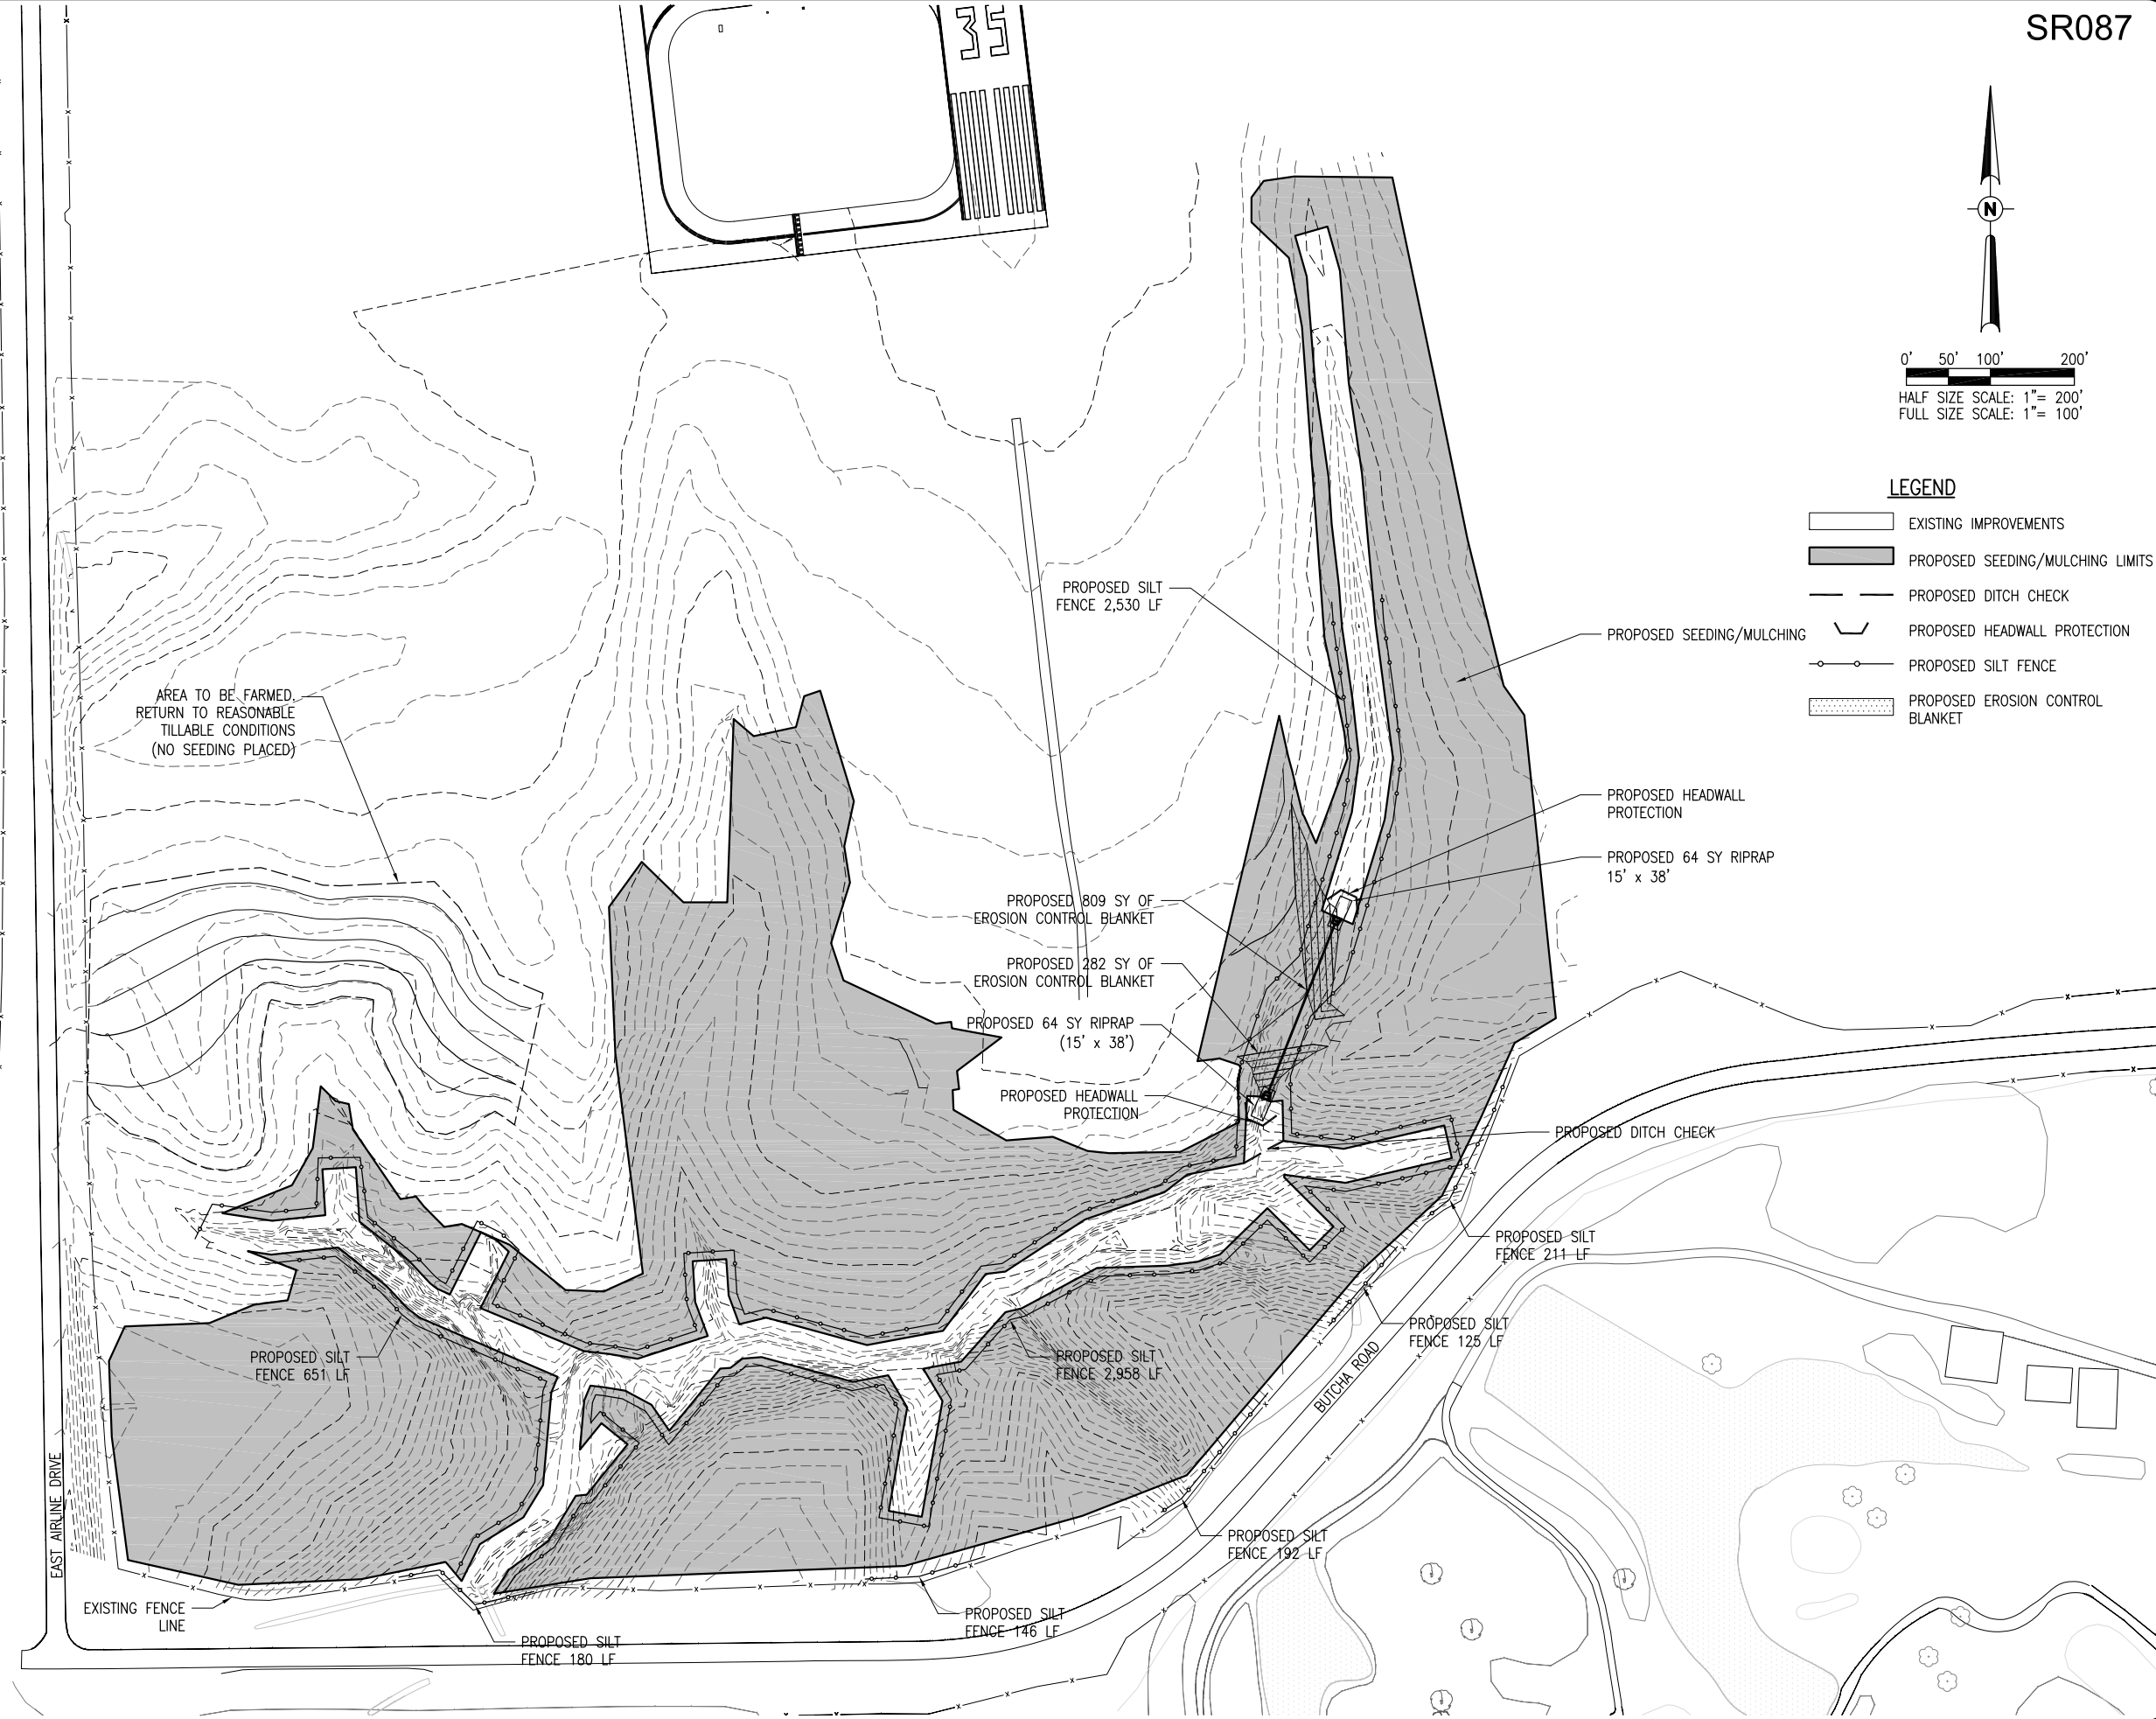 SR087
35
N
0' 50' 100' 200'
HALF SIZE SCALE: 1"= 200'
FULL SIZE SCALE: 1"= 100'
LEGEND
EXISTING IMPROVEMENTS
PROPOSED SEEDING/MULCHING LIMITS
PROPOSED DITCH CHECK
PROPOSED HEADWALL PROTECTION
PROPOSED SILT FENCE
PROPOSED EROSION CONTROL
BLANKET
PROPOSED SILT
FENCE 2,530 LF
PROPOSED SEEDING/MULCHING
AREA TO BE FARMED.
RETURN TO REASONABLE
TILLABLE CONDITIONS
(NO SEEDING PLACED)
PROPOSED HEADWALL
PROTECTION
PROPOSED 64 SY RIPRAP
15' x 38'
PROPOSED 809 SY OF
EROSION CONTROL BLANKET
PROPOSED 282 SY OF
EROSION CONTROL BLANKET
PROPOSED 64 SY RIPRAP
(15' x 38')
PROPOSED HEADWALL
PROTECTION
PROPOSED DITCH CHECK
PROPOSED SILT
FENCE 211 LF
PROPOSED SILT
FENCE 125 LF
PROPOSED SILT
FENCE 651 LF
PROPOSED SILT
FENCE 2,958 LF
BUTCHA ROAD
EAST AIRLINE DRIVE
PROPOSED SILT
FENCE 192 LF
EXISTING FENCE
LINE
PROPOSED SILT
FENCE 146 LF
PROPOSED SILT
FENCE 180 LF